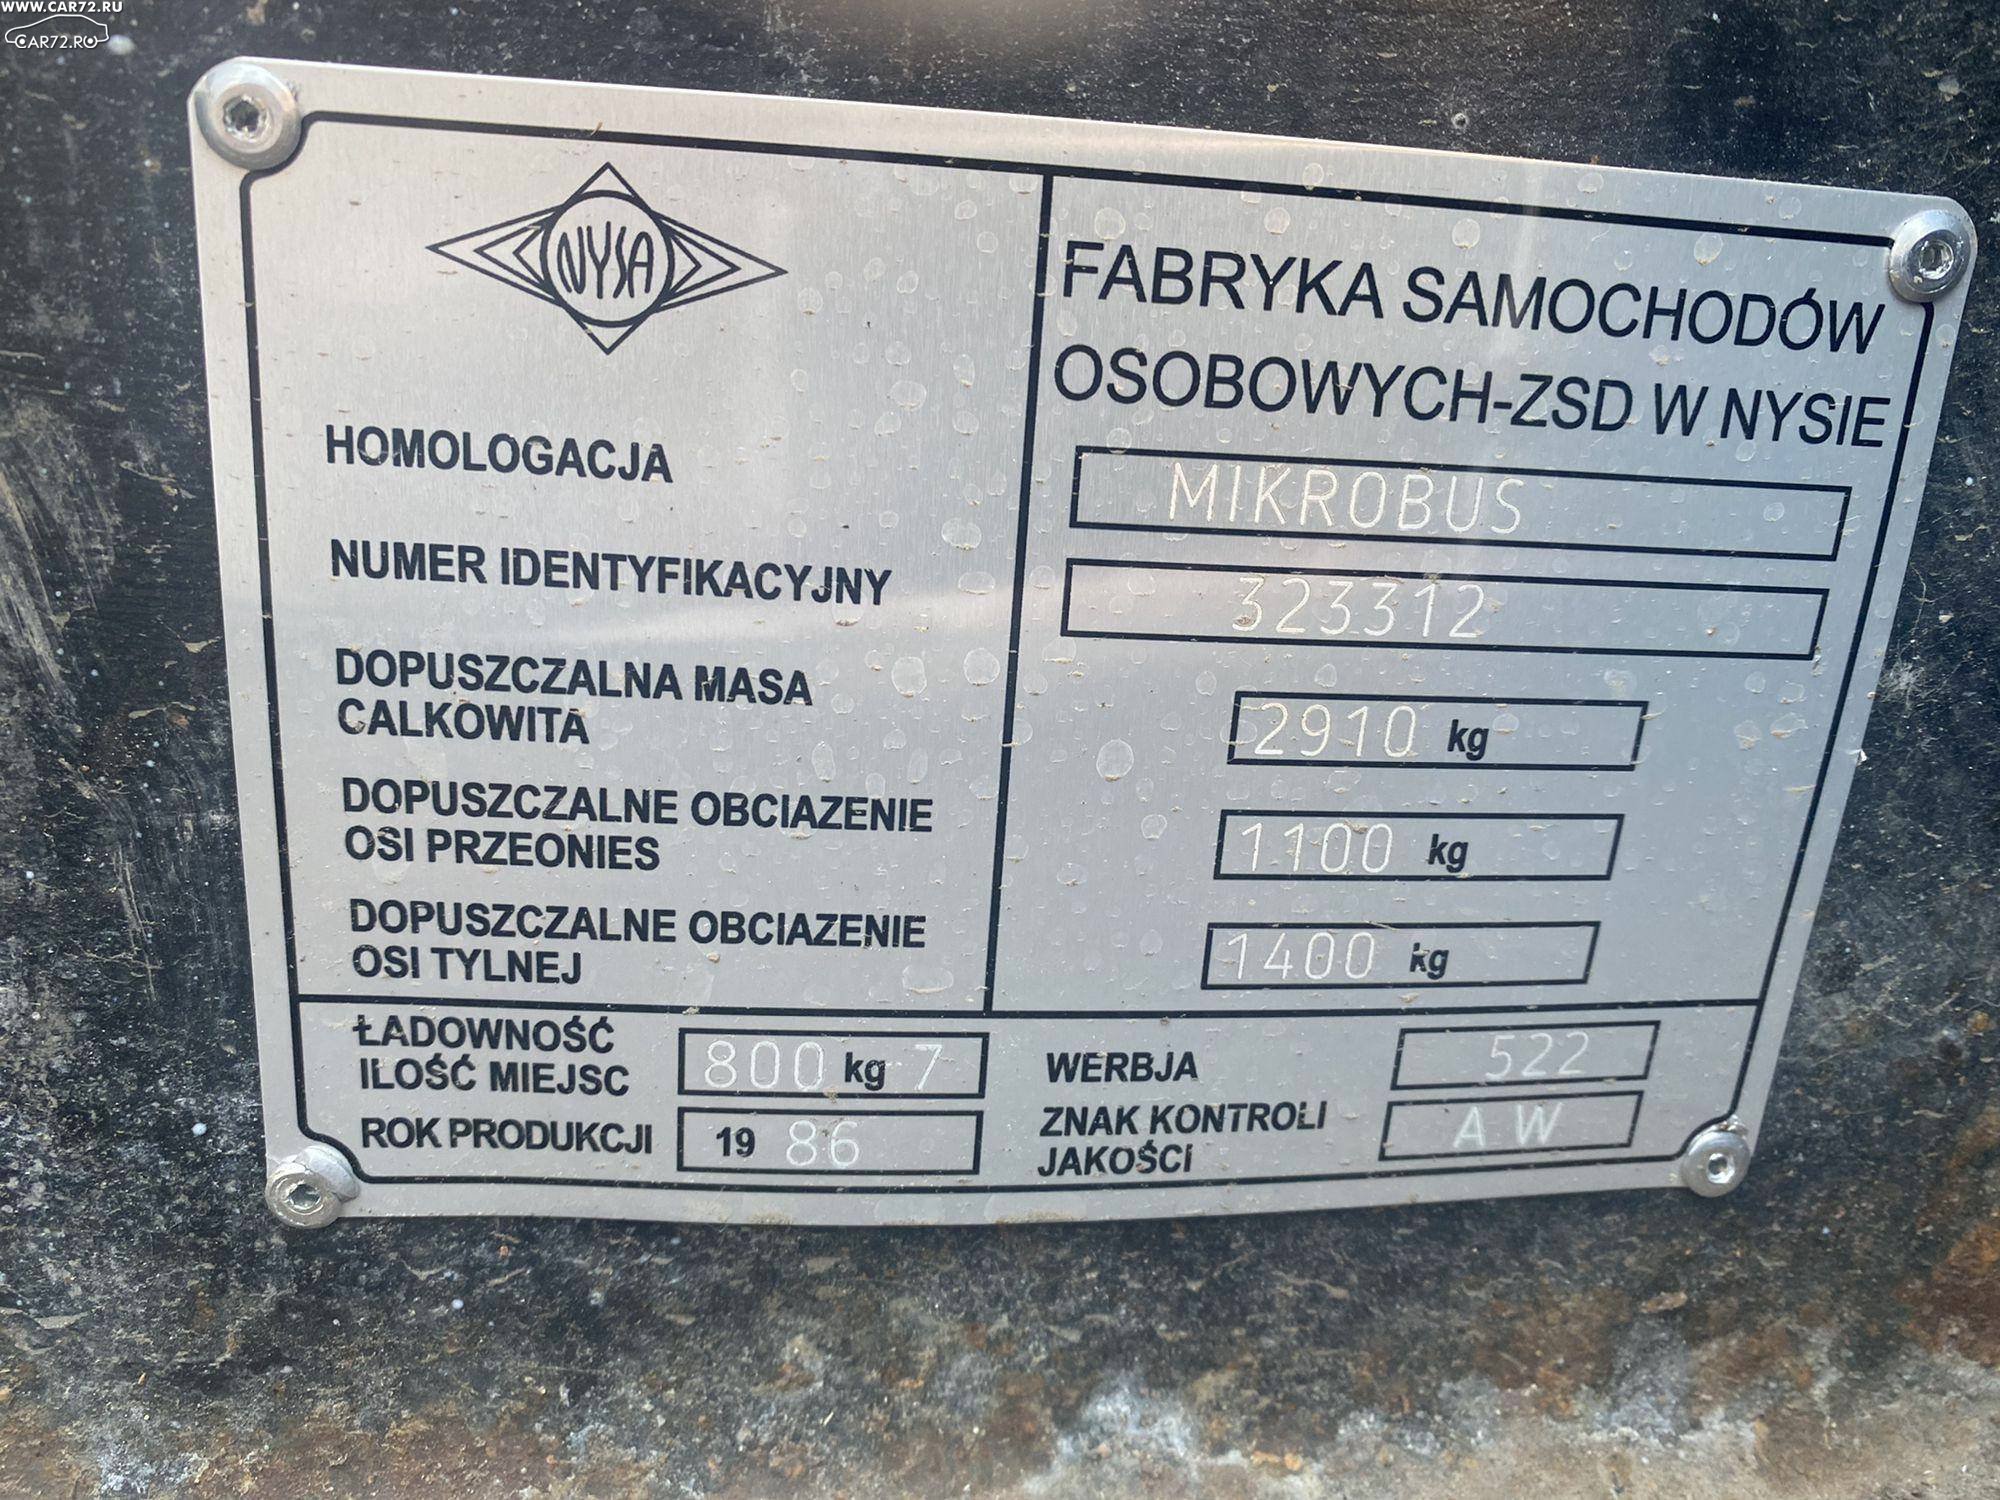 WWW.CAR72.RU
CAR72.RU
NYSA
FABRYKA SAMOCHODÓW
OSOBOWYCH-ZSD W NYSIE
HOMOLOGACJA
MIKROBUS
NUMER IDENTYFIKACYJNY
323312
DOPUSZCZALNA MASA
CALKOWITA
2910 kg
DOPUSZCZALNE OBCIAZENIE
OSI PRZEONIES
1100 kg
DOPUSZCZALNE OBCIAZENIE
OSI TYLNEJ
1400 kg
ŁADOWNOŚĆ
ILOŚĆ MIEJSC
800 kg 7
ROK PRODUKCJI
19 86
WERBJA
522
ZNAK KONTROLI
JAKOŚCI
A W